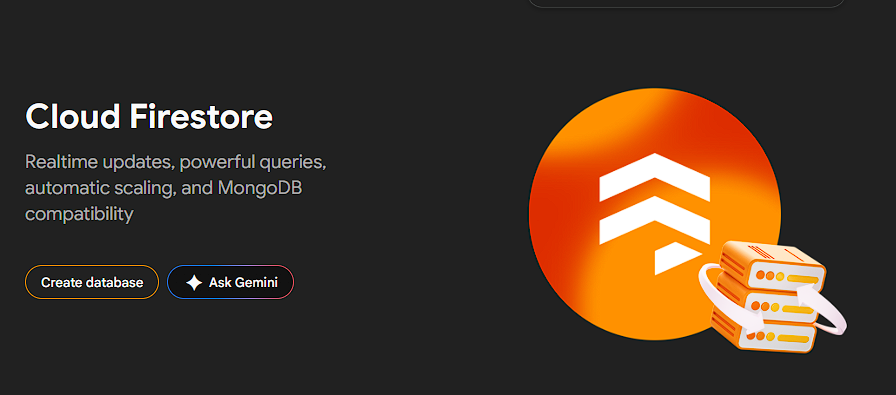 Cloud Firestore
Realtime updates, powerful queries,
automatic scaling, and MongoDB
compatibility
Create database
Ask Gemini